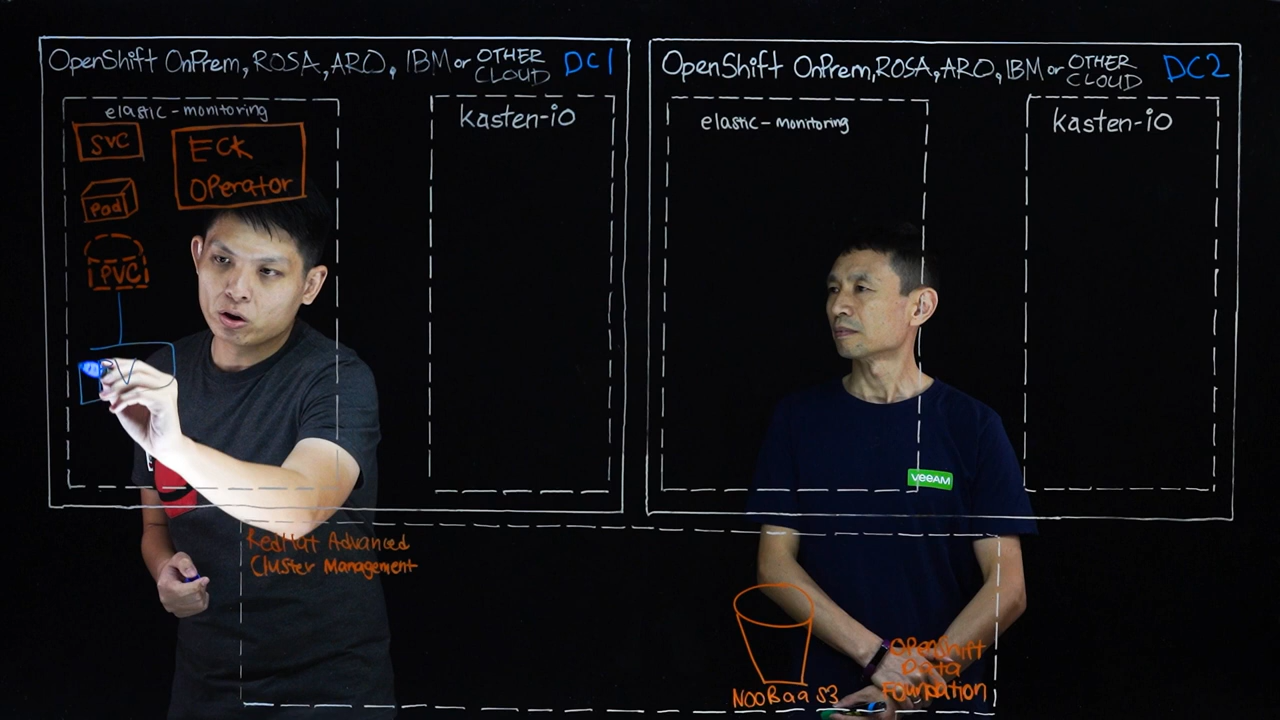 OpenShift OnPrem, ROSA, ARO, IBM or OTHER CLOUD DC1
elastic-monitoring
SVC
ECK
Operator
Pod
PVC
PV
kasten-io
OpenShift OnPrem, ROSA, ARO, IBM or OTHER CLOUD DC2
elastic-monitoring
kasten-io
veeam
RedHat Advanced
Cluster Management
NOOBaa S3
OpenShift
Data
Foundation